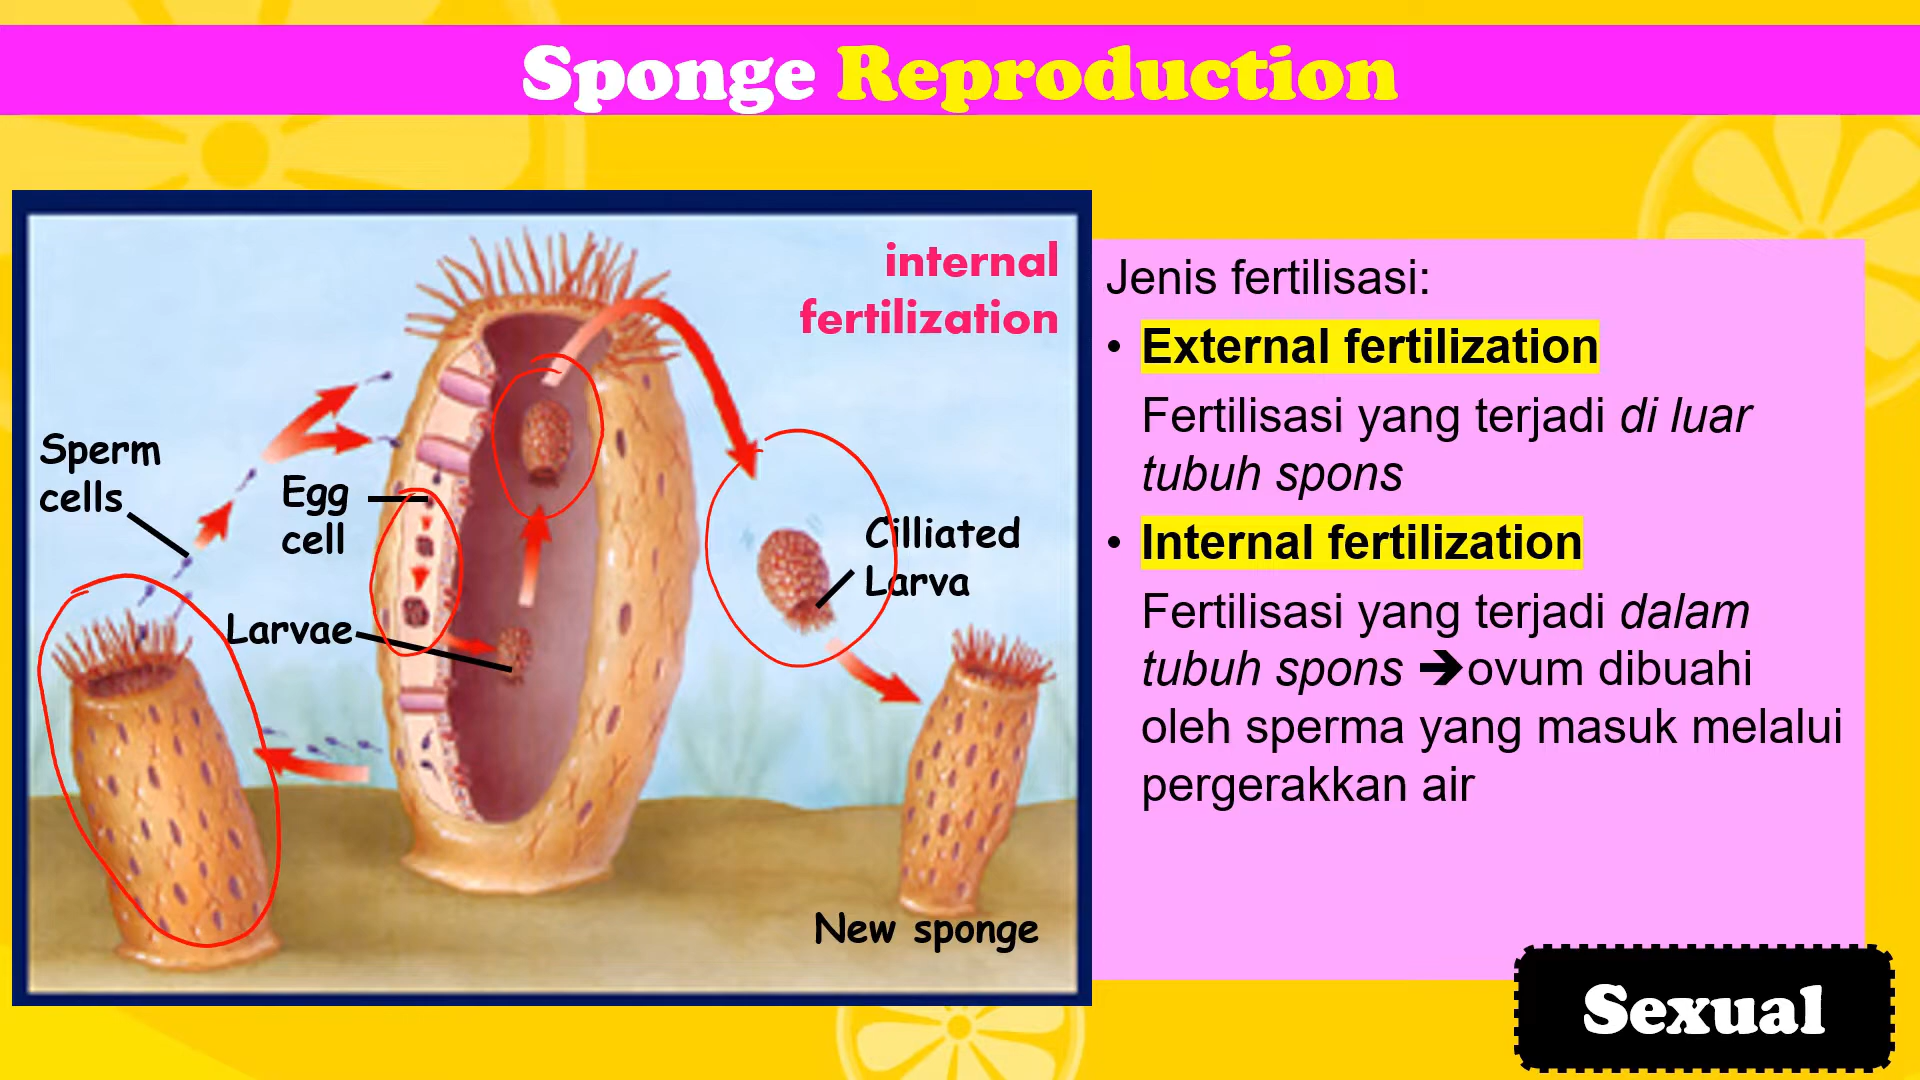 Sponge Reproduction
internal
fertilization
Sperm
cells
Egg
cell
Larvae
Cilliated
Larva
New sponge
Jenis fertilisasi:
• External fertilization
Fertilisasi yang terjadi di luar
tubuh spons
• Internal fertilization
Fertilisasi yang terjadi dalam
tubuh spons ➔ovum dibuahi
oleh sperma yang masuk melalui
pergerakkan air
Sexual